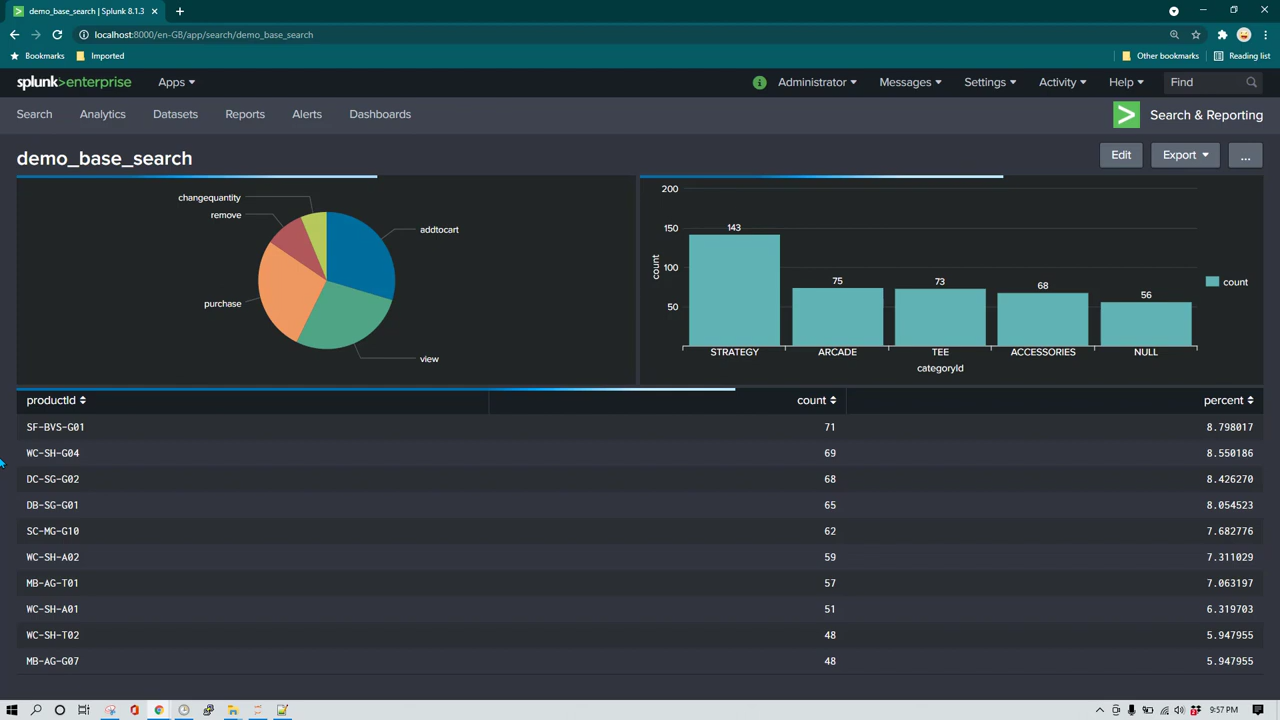 demo_base_search | Splunk 8.1.3
localhost:8000/en-GB/app/search/demo_base_search
Bookmarks Imported Other bookmarks Reading list
splunk>enterprise Apps Administrator Messages Settings Activity Help Find
Search Analytics Datasets Reports Alerts Dashboards Search & Reporting
demo_base_search Edit Export ...
changequantity
remove
addtocart
purchase
view
200
150
100
50
count
143
75
73
68
56
count
STRATEGY ARCADE TEE ACCESSORIES NULL
categoryId
productId count percent
SF-BVS-G01 71 8.798017
WC-SH-G04 69 8.550186
DC-SG-G02 68 8.426270
DB-SG-G01 65 8.054523
SC-MG-G10 62 7.682776
WC-SH-A02 59 7.311029
MB-AG-T01 57 7.063197
WC-SH-A01 51 6.319703
WC-SH-T02 48 5.947955
MB-AG-G07 48 5.947955
9:57 PM